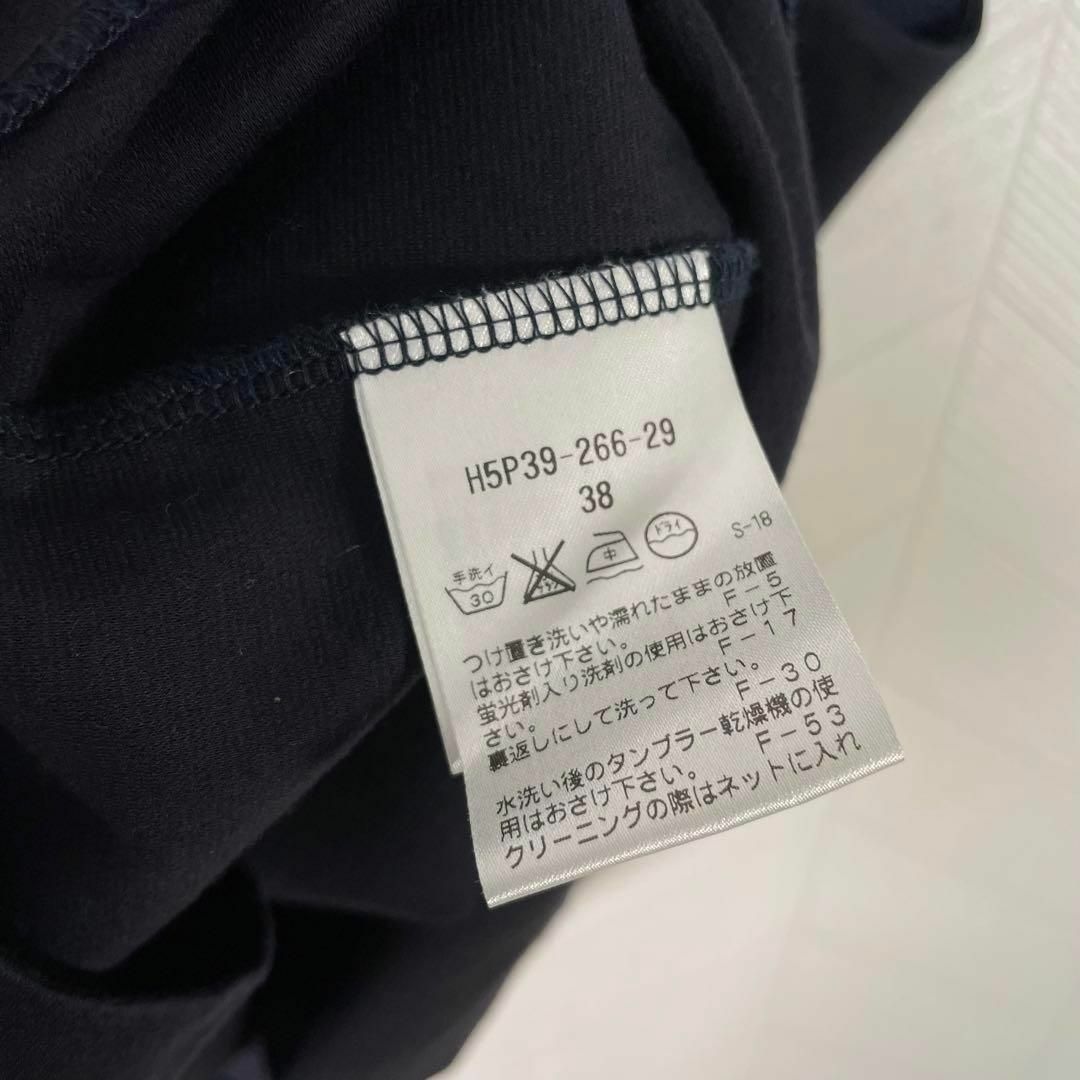 H5P39-266-29
38
手洗イ
30
中
ドライ
S-18
つけ置き洗いや濡れたままの放置
はおさけ下さい。 F-5
蛍光剤入り洗剤の使用はおさけ下
さい。 F-17
裏返しにして洗って下さい。
F-30
水洗い後のタンブラー乾燥機の使
用はおさけ下さい。 F-53
クリーニングの際はネットに入れ